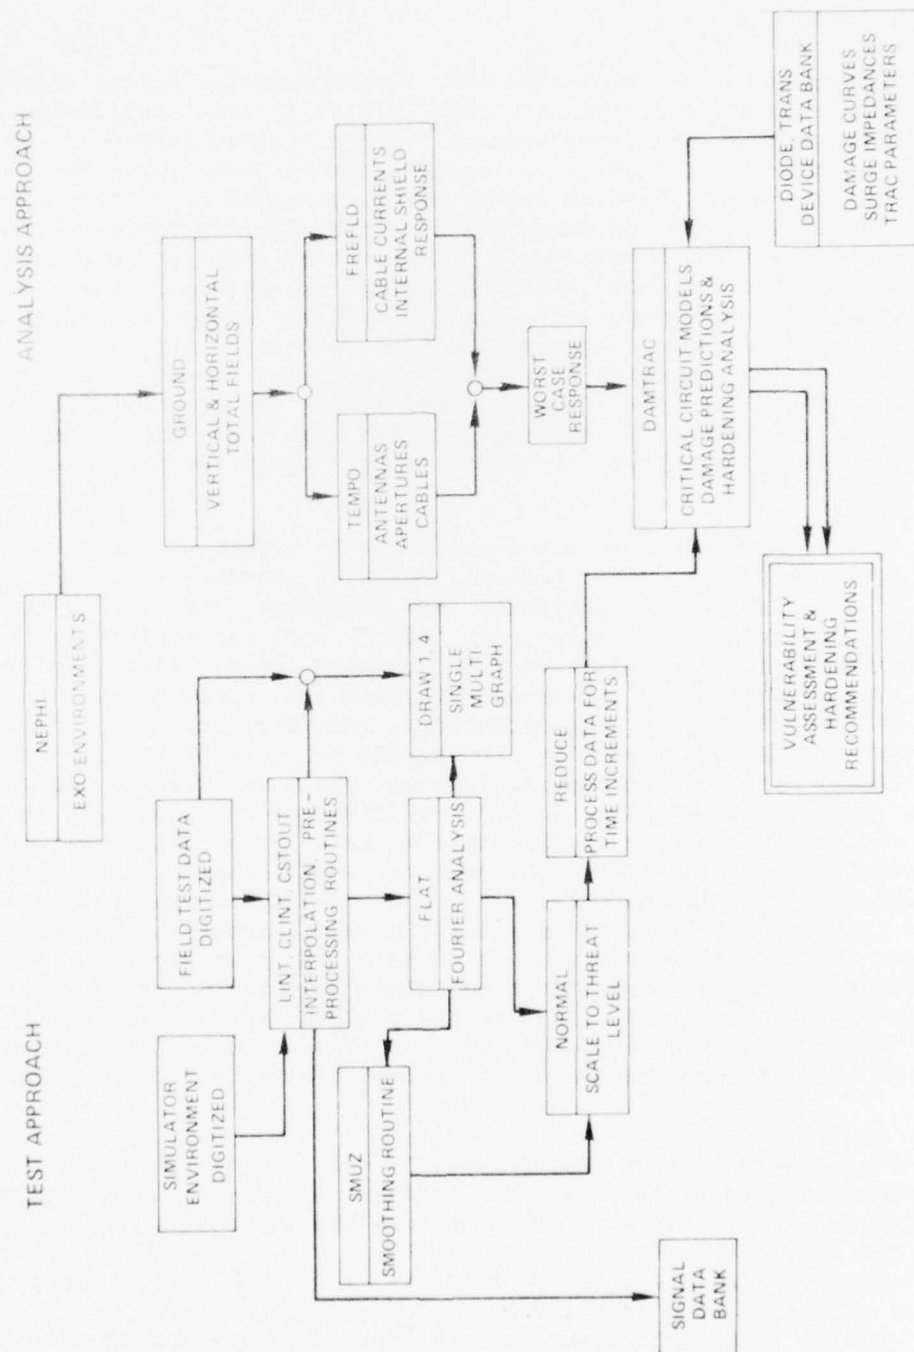 TEST APPROACH
ANALYSIS APPROACH
SIMULATOR
ENVIRONMENT
DIGITIZED
FIELD TEST DATA
DIGITIZED
NEPHI
EXO ENVIRONMENTS
LINT, CLINT, CSTOUT
INTERPOLATION, PRE-
PROCESSING ROUTINES
GROUND
VERTICAL & HORIZONTAL
TOTAL FIELDS
SMUZ
SMOOTHING ROUTINE
FLAT
FOURIER ANALYSIS
DRAW 1, 4
SINGLE
MULTI
GRAPH
TEMPO
ANTENNAS
APERTURES
CABLES
FREFLD
CABLE CURRENTS
INTERNAL SHIELD
RESPONSE
NORMAL
SCALE TO THREAT
LEVEL
REDUCE
PROCESS DATA FOR
TIME INCREMENTS
WORST
CASE
RESPONSE
SIGNAL
DATA
BANK
DAMTRAC
CRITICAL CIRCUIT MODELS
DAMAGE PREDICTIONS &
HARDENING ANALYSIS
VULNERABILITY
ASSESSMENT &
HARDENING
RECOMMENDATIONS
DIODE, TRANS
DEVICE DATA BANK
DAMAGE CURVES
SURGE IMPEDANCES
TRAC PARAMETERS